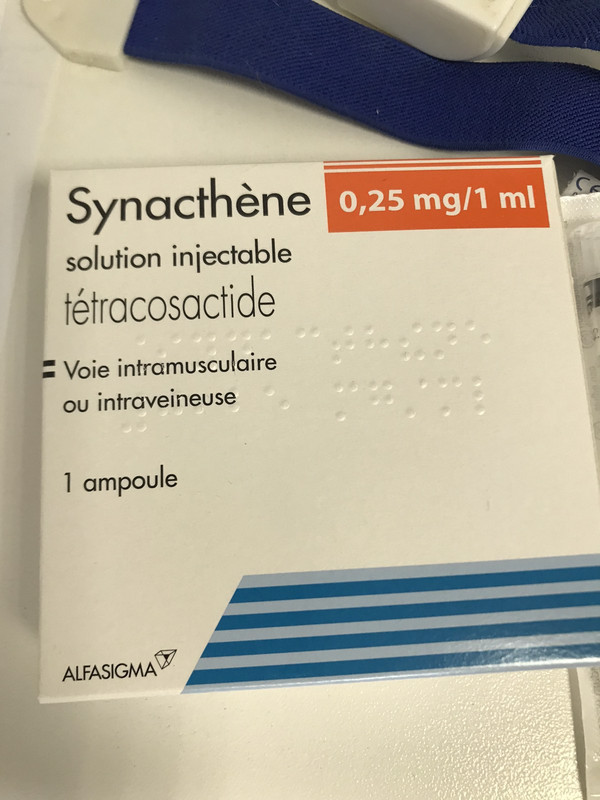 Synacthène
0,25 mg/1 ml
solution injectable
tétracosactide
Voie intramusculaire
ou intraveineuse
1 ampoule
ALFASIGMA